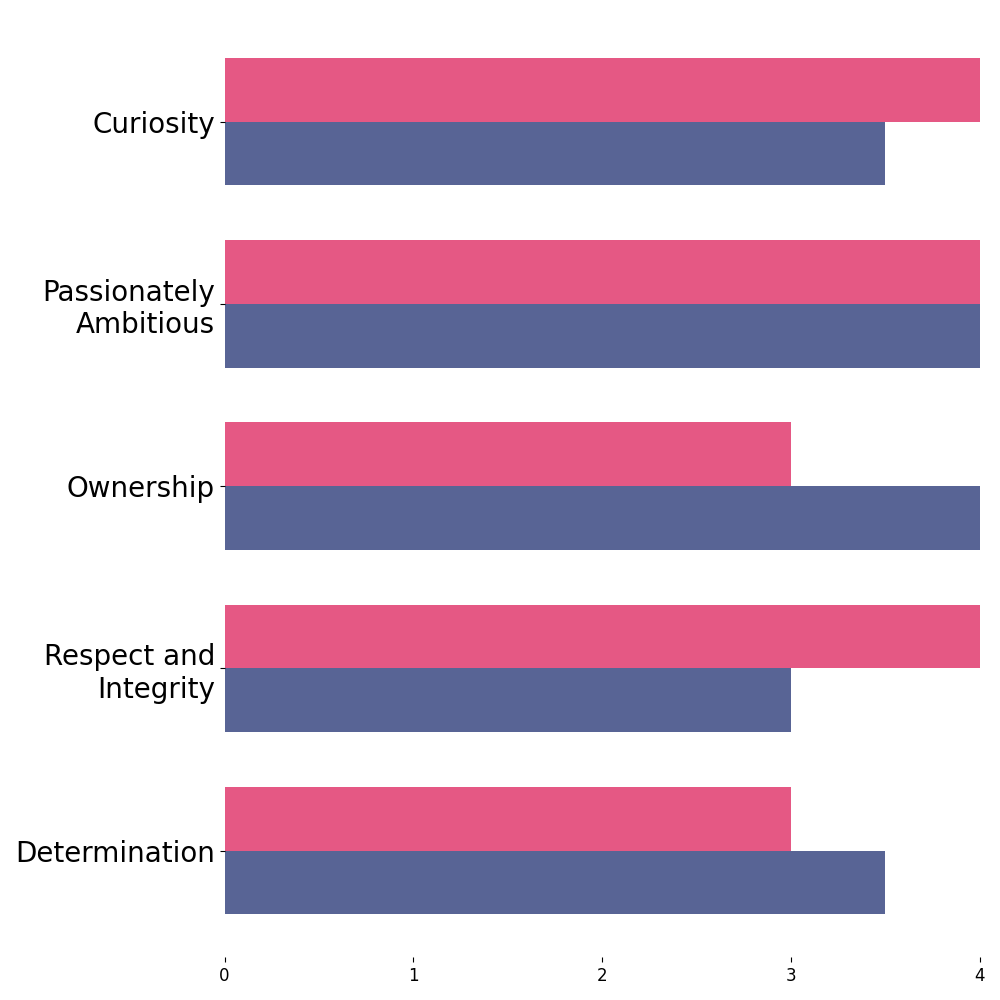 Curiosity
Passionately
Ambitious
Ownership
Respect and
Integrity
Determination
0 1 2 3 4